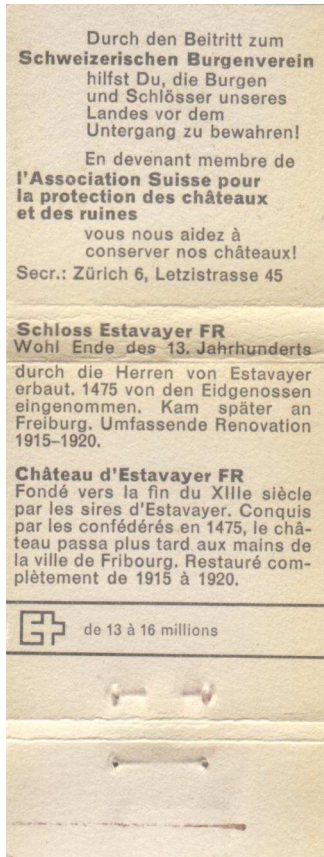 Durch den Beitritt zum
Schweizerischen Burgenverein
hilfst Du, die Burgen
und Schlösser unseres
Landes vor dem
Untergang zu bewahren!
En devenant membre de
l'Association Suisse pour
la protection des châteaux
et des ruines
vous nous aidez à
conserver nos châteaux!
Secr.: Zürich 6, Letzistrasse 45
Schloss Estavayer FR
Wohl Ende des 13. Jahrhunderts
durch die Herren von Estavayer
erbaut. 1475 von den Eidgenossen
eingenommen. Kam später an
Freiburg. Umfassende Renovation
1915–1920.
Château d'Estavayer FR
Fondé vers la fin du XIIIe siècle
par les sires d'Estavayer. Conquis
par les confédérés en 1475, le châ-
teau passa plus tard aux mains de
la ville de Fribourg. Restauré com-
plètement de 1915 à 1920.
de 13 à 16 millions